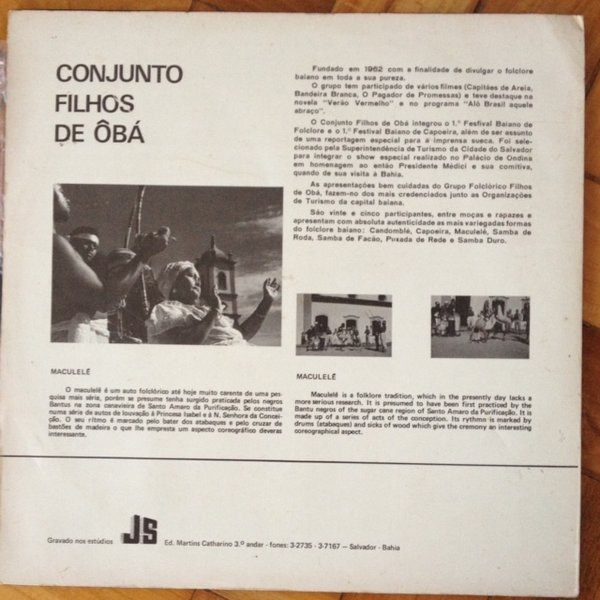 CONJUNTO
FILHOS
DE ÔBÁ
Fundado em 1962 com a finalidade de divulgar o folclore
baiano em toda a sua pureza.
O grupo tem participado de vários filmes (Capitães de Areia,
Bandeira Branca, O Pagador de Promessas) e teve destaque na
novela "Verão Vermelho" e no programa "Alô Brasil aquele
abraço".
O Conjunto Filhos de Obá integrou o 1.º Festival Baiano de
Folclore e o 1.º Festival Baiano de Capoeira, além de ser assunto
de uma reportagem especial para a imprensa sueca. Foi sele-
cionado pela Superintendência de Turismo da Cidade do Salvador
para integrar o show especial realizado no Palácio de Ondina
em homenagem ao então Presidente Médici e sua comitiva,
quando de sua visita à Bahia.
As apresentações bem cuidadas do Grupo Folclórico Filhos
de Obá, fazem-no dos mais credenciados junto as Organizações
de Turismo da capital baiana.
São vinte e cinco participantes, entre moças e rapazes e
apresentam com absoluta autenticidade as mais variegadas formas
do folclore baiano: Candomblé, Capoeira, Maculelê, Samba de
Roda, Samba de Facão, Puxada de Rede e Samba Duro.
MACULELÊ
O maculelê é um auto folclórico até hoje muito carente de uma pes-
quisa mais séria, porém se presume tenha surgido praticada pelos negros
Bantus na zona canavieira de Santo Amaro da Purificação. Se constitue
numa série de autos de louvação à Princesa Isabel e à N. Senhora da Concei-
ção. O seu rítmo é marcado pelo bater dos atabaques e pelo cruzar de
bastões de madeira o que lhe empresta um aspecto coreográfico deveras
interessante.
MACULELÊ
Maculelê is a folklore tradition, which in the presently day lacks a
more serious research. It is presumed to have been first practiced by the
Bantu negros of the sugar cane region of Santo Amaro da Purificação. It is
made up of a series of acts of the conception. Its rythms is marked by
drums (atabaques) and sicks of wood which give the cremony an interesting
coreographical aspect.
Gravado nos estúdios JS Ed. Martins Catharino 3.º andar - fones: 3-2735 - 3-7167 — Salvador - Bahia